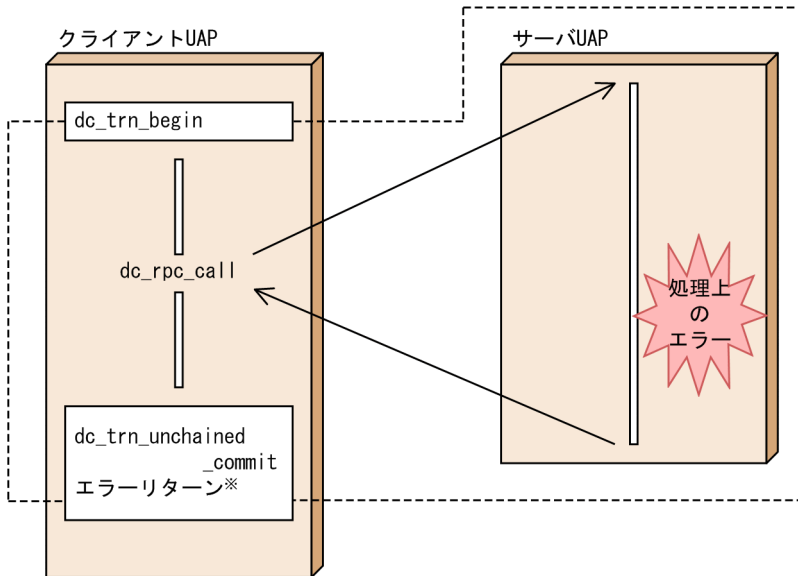 クライアントUAP
サーバUAP
dc_trn_begin
dc_rpc_call
処理上
の
エラー
dc_trn_unchained
_commit
エラーリターン※